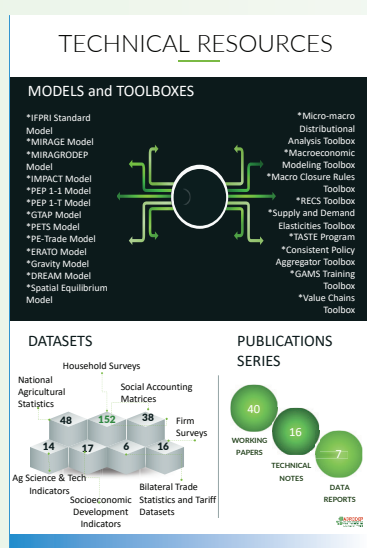 TECHNICAL RESOURCES
MODELS and TOOLBOXES
*IFPRI Standard
Model
*MIRAGE Model
*MIRAGRODEP
Model
*IMPACT Model
*PEP 1-1 Model
*PEP 1-T Model
*GTAP Model
*PETS Model
*PE-Trade Model
*ERATO Model
*Gravity Model
*DREAM Model
*Spatial Equilibrium
Model
*Micro-macro
Distributional
Analysis Toolbox
*Macroeconomic
Modeling Toolbox
*Macro Closure Rules
Toolbox
*RECS Toolbox
*Supply and Demand
Elasticities Toolbox
*TASTE Program
*Consistent Policy
Aggregator Toolbox
*GAMS Training
Toolbox
*Value Chains
Toolbox
DATASETS
Household Surveys
National
Agricultural
Statistics
Social Accounting
Matrices
Firm
Surveys
48
152
38
14
17
6
16
Ag Science & Tech
Indicators
Socioeconomic
Development
Indicators
Bilateral Trade
Statistics and Tariff
Datasets
PUBLICATIONS
SERIES
40
WORKING
PAPERS
16
TECHNICAL
NOTES
7
DATA
REPORTS